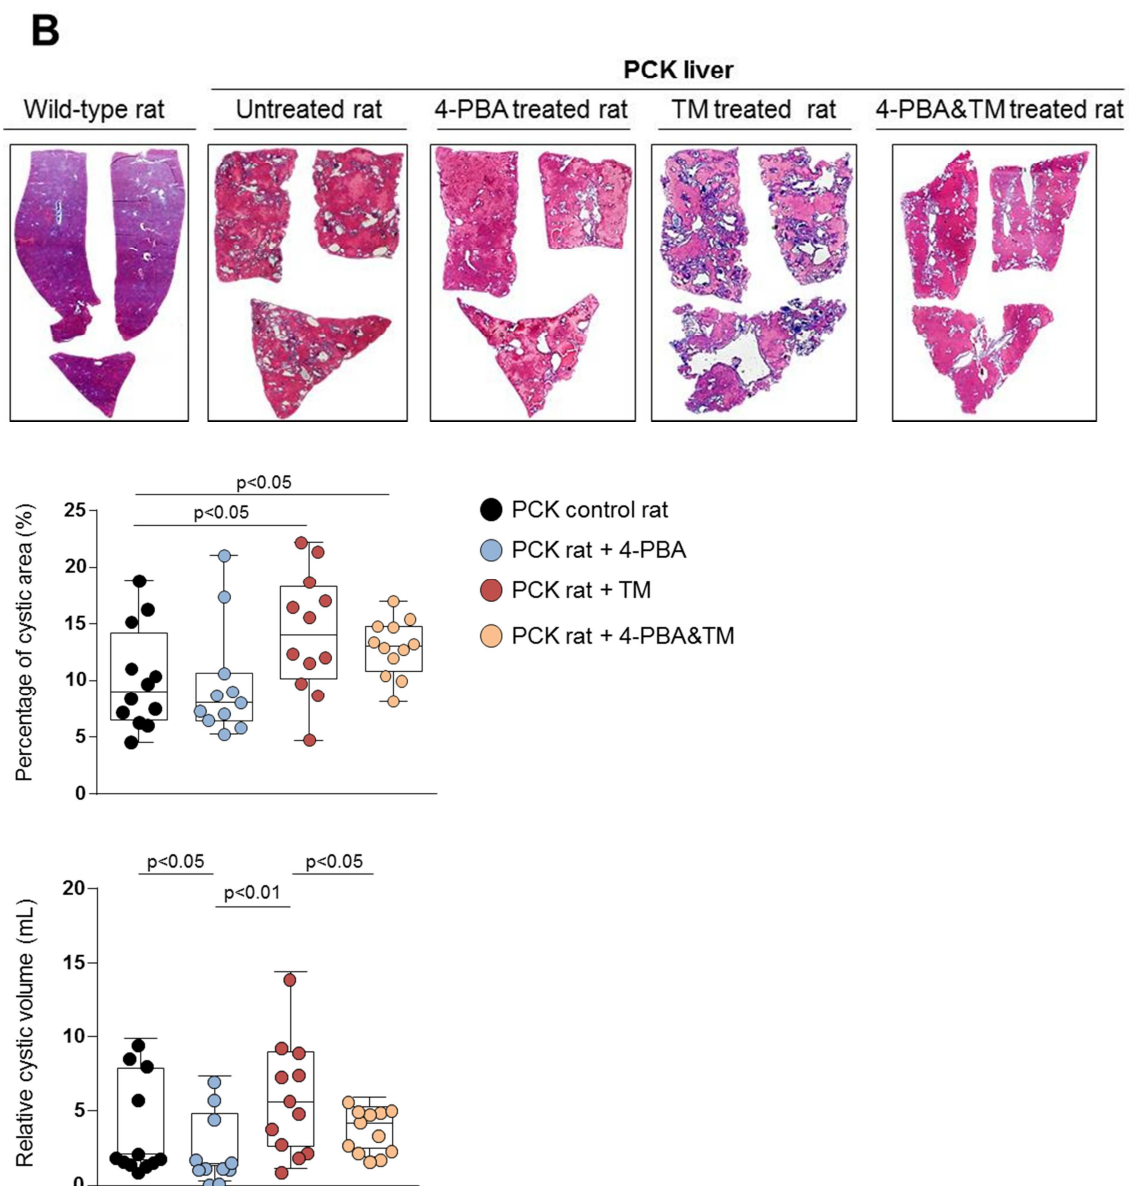 B
PCK liver
Wild-type rat
Untreated rat
4-PBA treated rat
TM treated rat
4-PBA&TM treated rat
p<0.05
p<0.05
25
20
15
10
5
0
Percentage of cystic area (%)
PCK control rat
PCK rat + 4-PBA
PCK rat + TM
PCK rat + 4-PBA&TM
p<0.05
p<0.05
p<0.01
20
15
10
5
0
Relative cystic volume (mL)